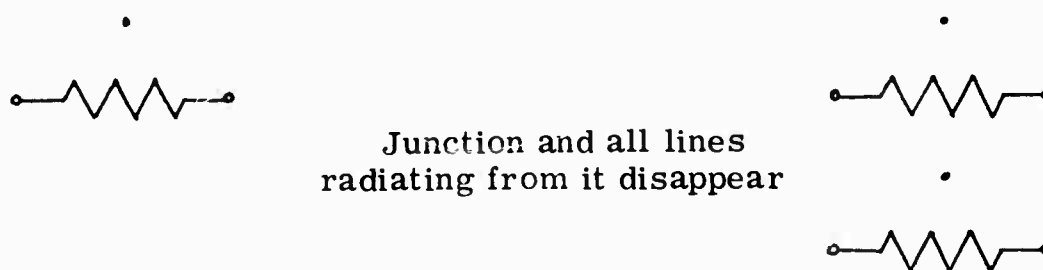 Junction and all lines
radiating from it disappear